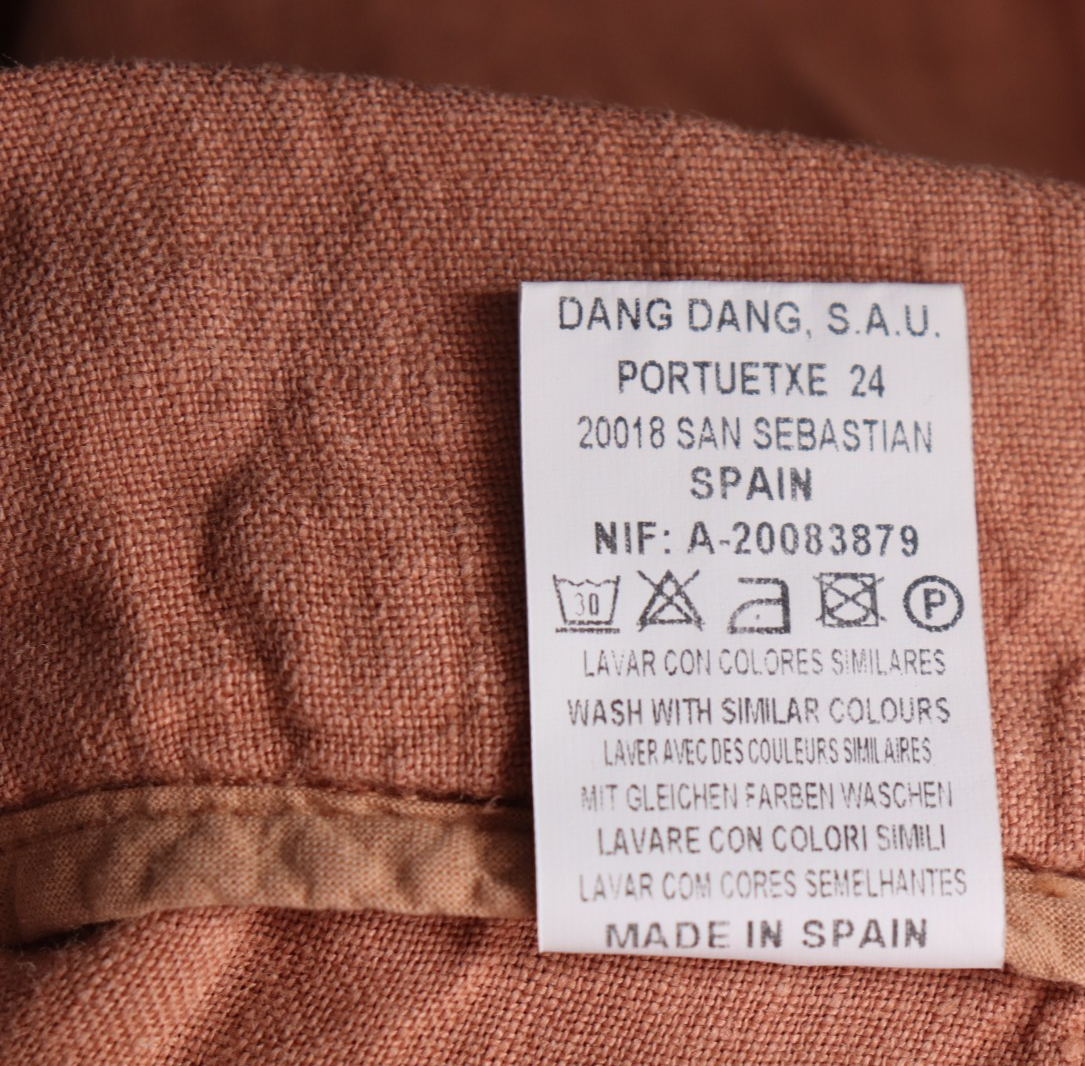 DANG DANG, S.A.U.
PORTUETXE 24
20018 SAN SEBASTIAN
SPAIN
NIF: A-20083879
30 P
LAVAR CON COLORES SIMILARES
WASH WITH SIMILAR COLOURS
LAVER AVEC DES COULEURS SIMILAIRES
MIT GLEICHEN FARBEN WASCHEN
LAVARE CON COLORI SIMILI
LAVAR COM CORES SEMELHANTES
MADE IN SPAIN